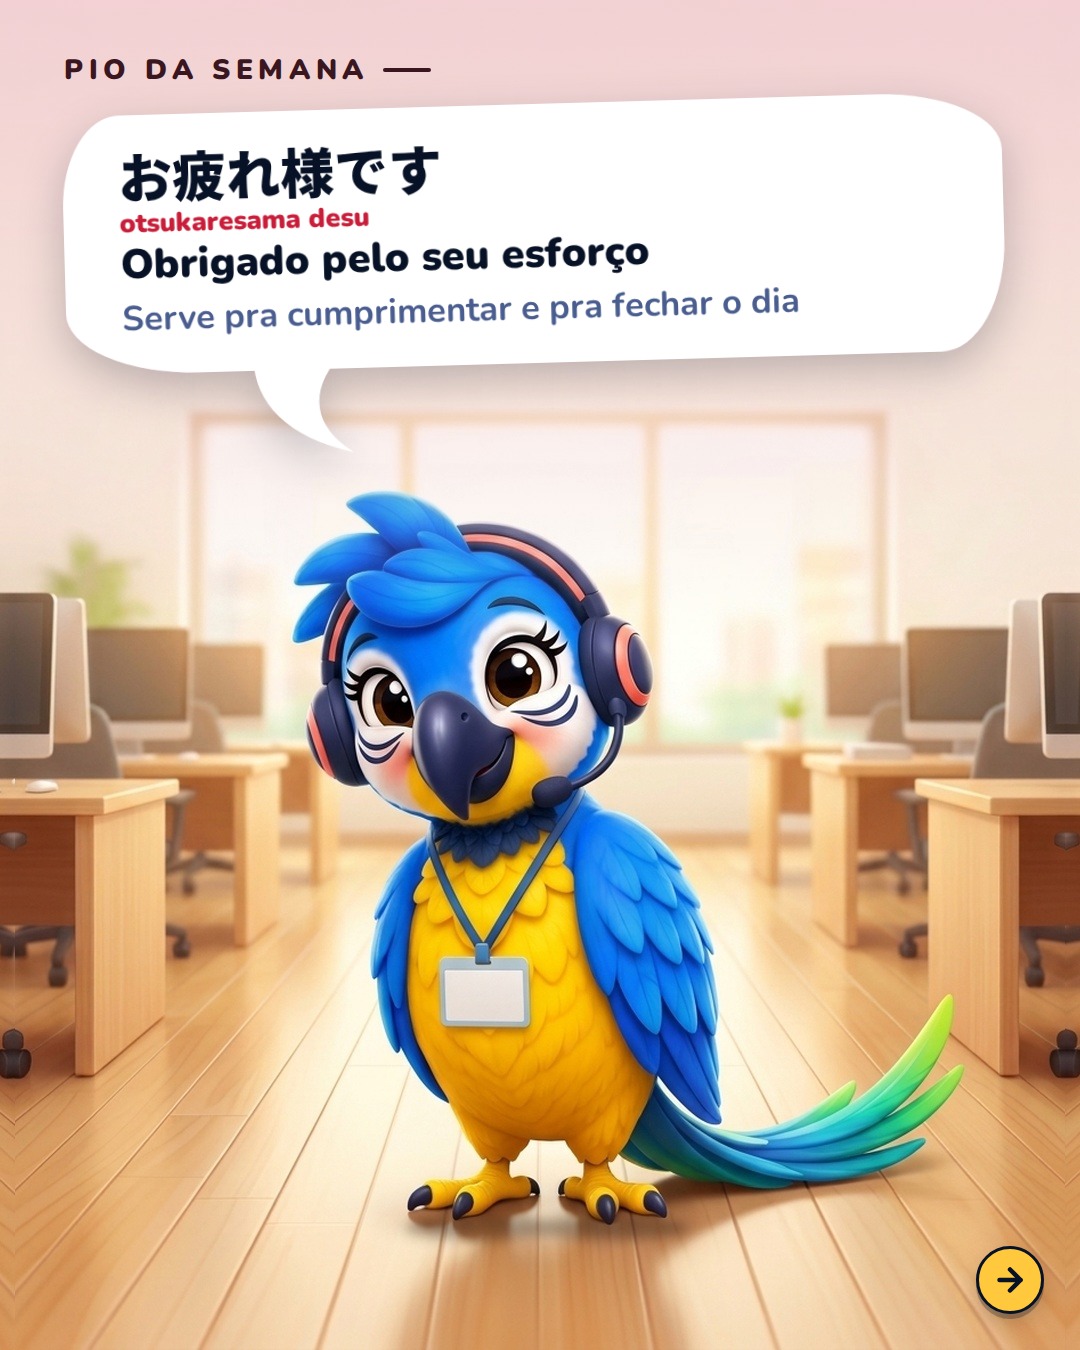 PIO DA SEMANA
お疲れ様です
otsukaresama desu
Obrigado pelo seu esforço
Serve pra cumprimentar e pra fechar o dia